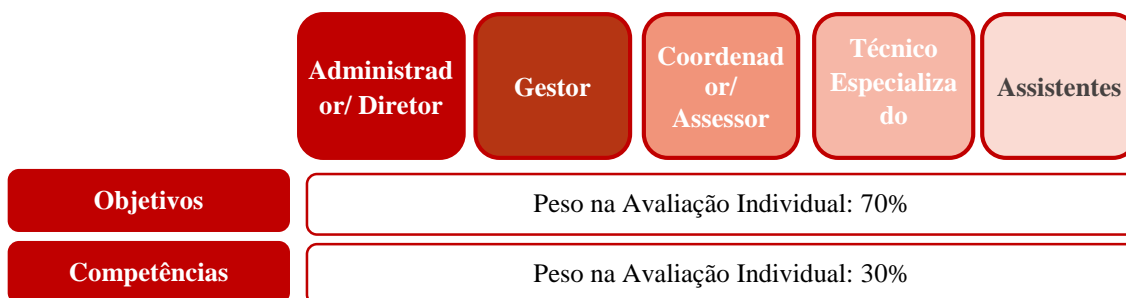 Administrad
or/ Diretor
Gestor
Coordenad
or/
Assessor
Técnico
Especializa
do
Assistentes
Objetivos
Peso na Avaliação Individual: 70%
Competências
Peso na Avaliação Individual: 30%